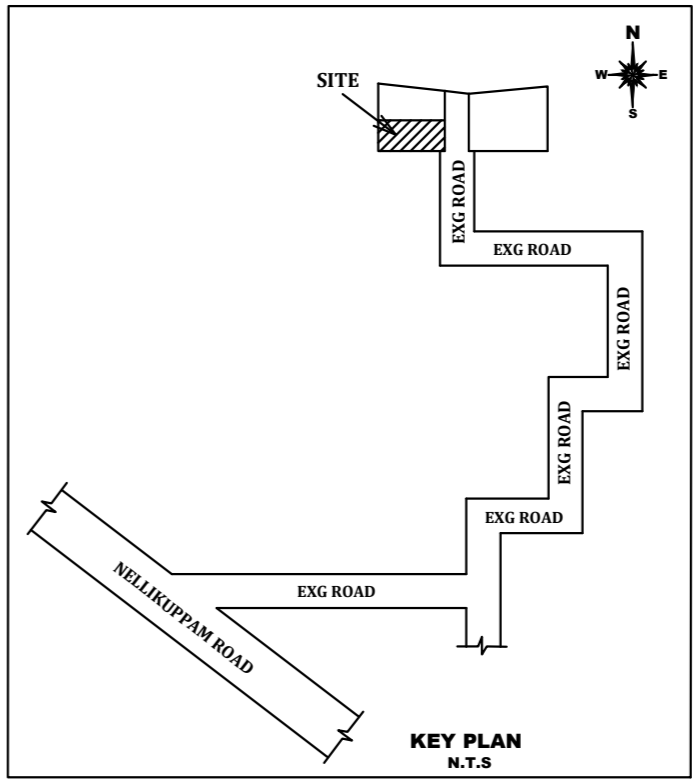 N
W E
S
SITE
EXG ROAD
EXG ROAD
EXG ROAD
EXG ROAD
EXG ROAD
EXG ROAD
NELLIKUPPAM ROAD
KEY PLAN
N.T.S